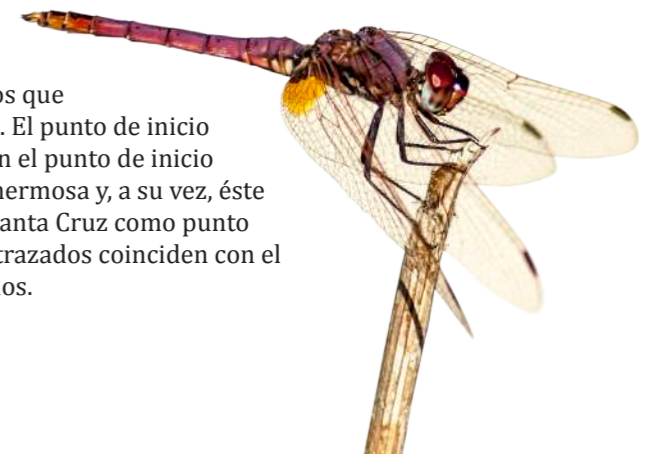 os que
. El punto de inicio
n el punto de inicio
hermosa y, a su vez, éste
anta Cruz como punto
trazados coinciden con el
os.